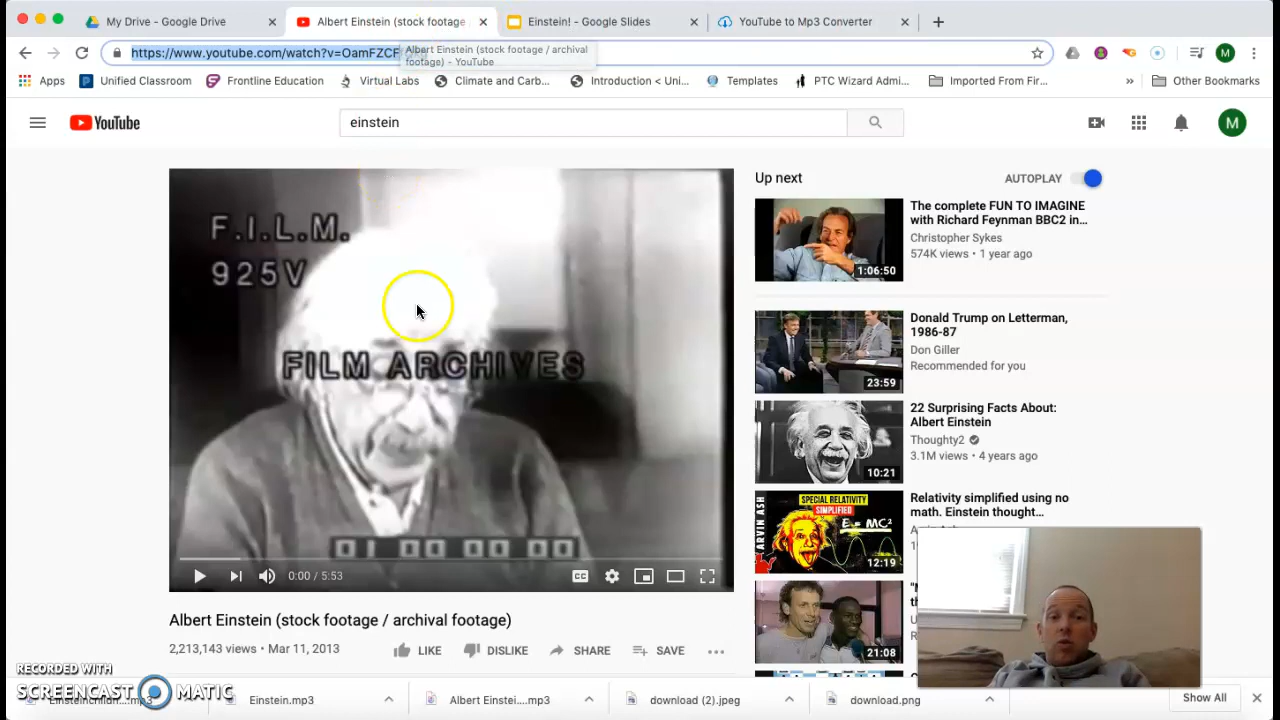 My Drive - Google Drive
Albert Einstein (stock footage
Einstein! - Google Slides
YouTube to Mp3 Converter
https://www.youtube.com/watch?v=OamFZCF
Albert Einstein (stock footage / archival
footage) - YouTube
M
Apps
Unified Classroom
Frontline Education
Virtual Labs
Climate and Carb...
Introduction < Uni...
Templates
PTC Wizard Admi...
Imported From Firef...
»
Other Bookmarks
YouTube
einstein
M
F.I.L.M.
925V
FILM ARCHIVES
01 00 00 00
0:00 / 5:53
CC
Albert Einstein (stock footage / archival footage)
2,213,143 views • Mar 11, 2013
LIKE
DISLIKE
SHARE
SAVE
Up next
AUTOPLAY
The complete FUN TO IMAGINE
with Richard Feynman BBC2 in...
Christopher Sykes
574K views • 1 year ago
1:06:50
Donald Trump on Letterman,
1986-87
Don Giller
Recommended for you
23:59
22 Surprising Facts About:
Albert Einstein
Thoughty2
3.1M views • 4 years ago
10:21
Relativity simplified using no
math. Einstein thought...
ARVIN ASH
SPECIAL RELATIVITY
SIMPLIFIED
E=MC²
12:19
21:08
RECORDED WITH
SCREENCAST MATIC
Einstein.mp3
Albert Einstei....mp3
download (2).jpeg
download.png
Show All